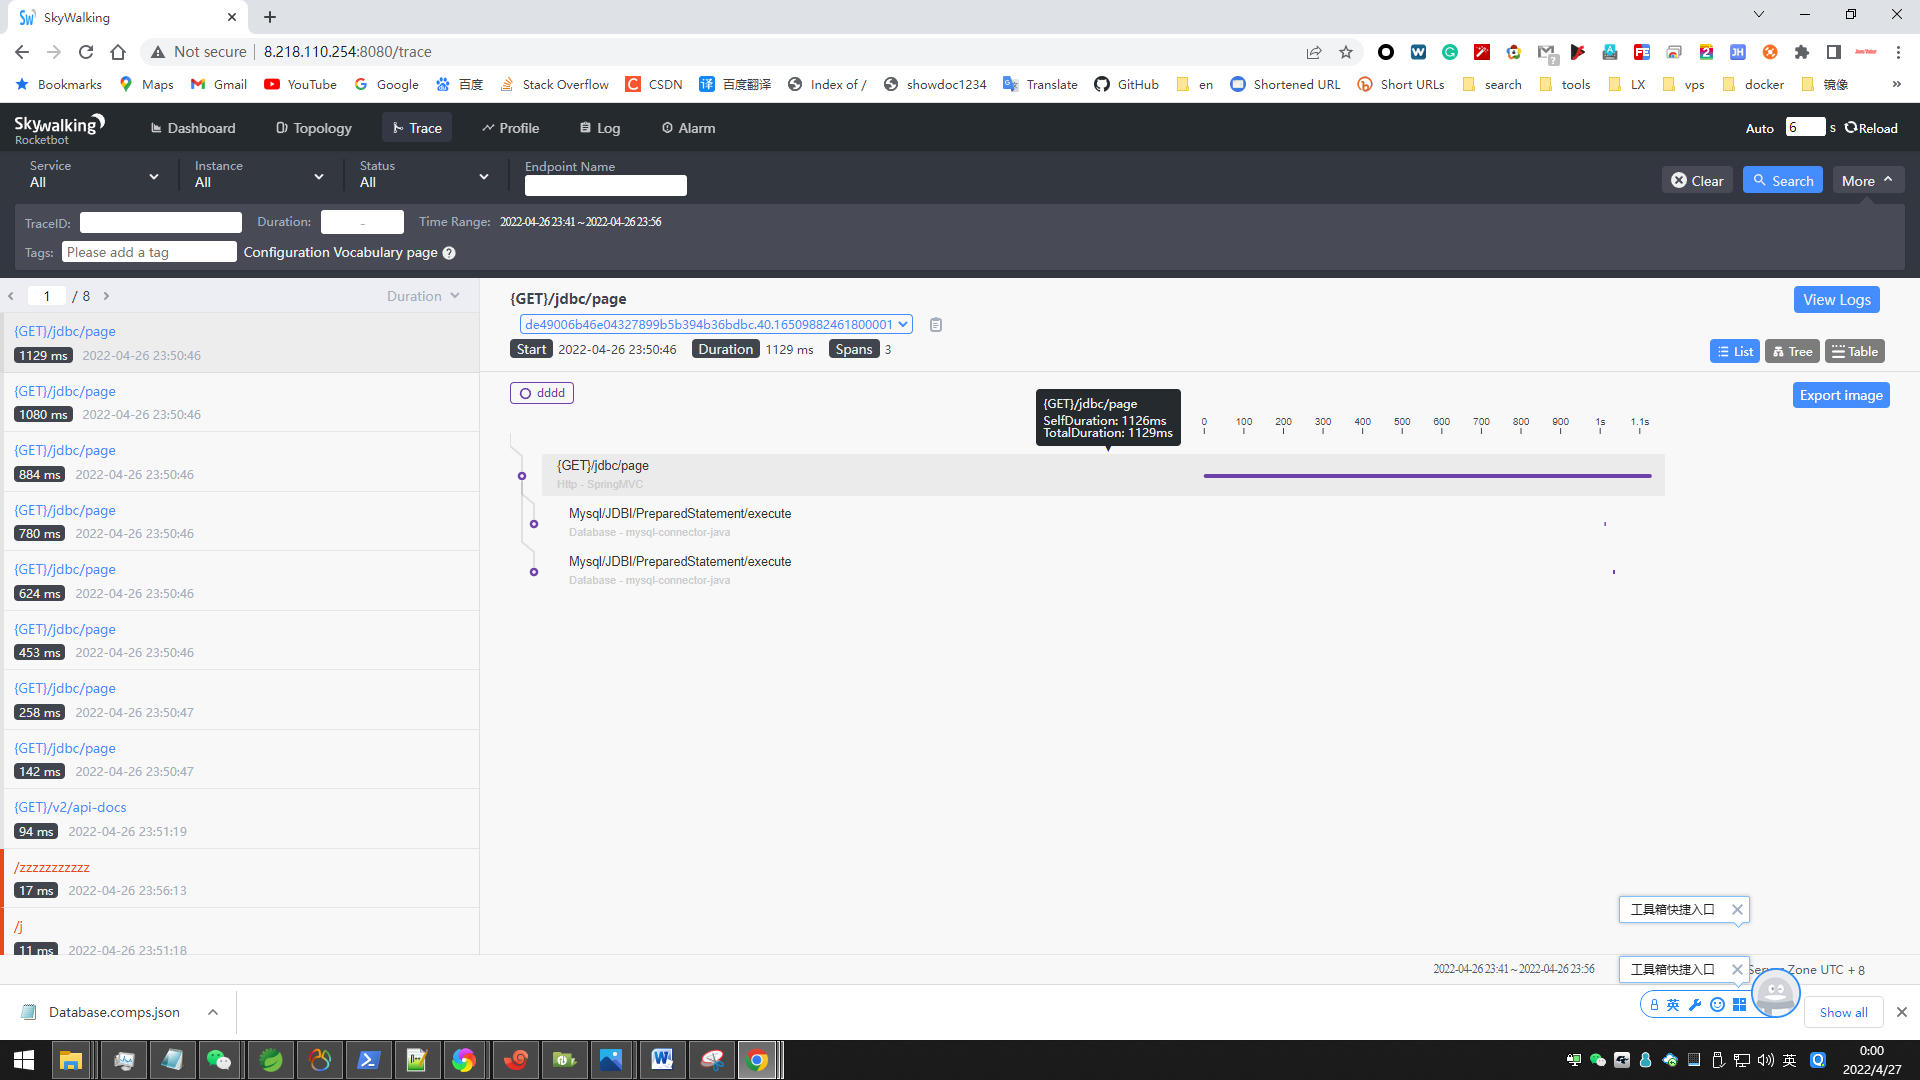 SkyWalking
Not secure
8.218.110.254:8080/trace
Bookmarks
Maps
Gmail
YouTube
Google
百度
Stack Overflow
CSDN
百度翻译
Index of /
showdoc1234
Translate
GitHub
en
Shortened URL
Short URLs
search
tools
LX
vps
docker
镜像
»
Skywalking
Rocketbot
Dashboard
Topology
Trace
Profile
Log
Alarm
Auto
6
s
Reload
Service
All
Instance
All
Status
All
Endpoint Name
Clear
Search
More
TraceID:
Duration:
-
Time Range:
2022-04-26 23:41 ~ 2022-04-26 23:56
Tags:
Please add a tag
Configuration Vocabulary page
1
/ 8
Duration
{GET}/jdbc/page
1129 ms 2022-04-26 23:50:46
{GET}/jdbc/page
1080 ms 2022-04-26 23:50:46
{GET}/jdbc/page
884 ms 2022-04-26 23:50:46
{GET}/jdbc/page
780 ms 2022-04-26 23:50:46
{GET}/jdbc/page
624 ms 2022-04-26 23:50:46
{GET}/jdbc/page
453 ms 2022-04-26 23:50:46
{GET}/jdbc/page
258 ms 2022-04-26 23:50:47
{GET}/jdbc/page
142 ms 2022-04-26 23:50:47
{GET}/v2/api-docs
94 ms 2022-04-26 23:51:19
/zzzzzzzzzzz
17 ms 2022-04-26 23:56:13
/j
11 ms 2022-04-26 23:51:18
{GET}/jdbc/page
View Logs
de49006b46e04327899b5b394b36bdbc.40.16509882461800001
Start 2022-04-26 23:50:46 Duration 1129 ms Spans 3
List
Tree
Table
dddd
Export image
{GET}/jdbc/page
SelfDuration: 1126ms
TotalDuration: 1129ms
0 100 200 300 400 500 600 700 800 900 1s 1.1s
{GET}/jdbc/page
Http - SpringMVC
Mysql/JDBI/PreparedStatement/execute
Database - mysql-connector-java
Mysql/JDBI/PreparedStatement/execute
Database - mysql-connector-java
工具箱快捷入口
2022-04-26 23:41 ~ 2022-04-26 23:56
工具箱快捷入口
Server Zone UTC + 8
英
Database.comps.json
Show all
英
0:00
2022/4/27